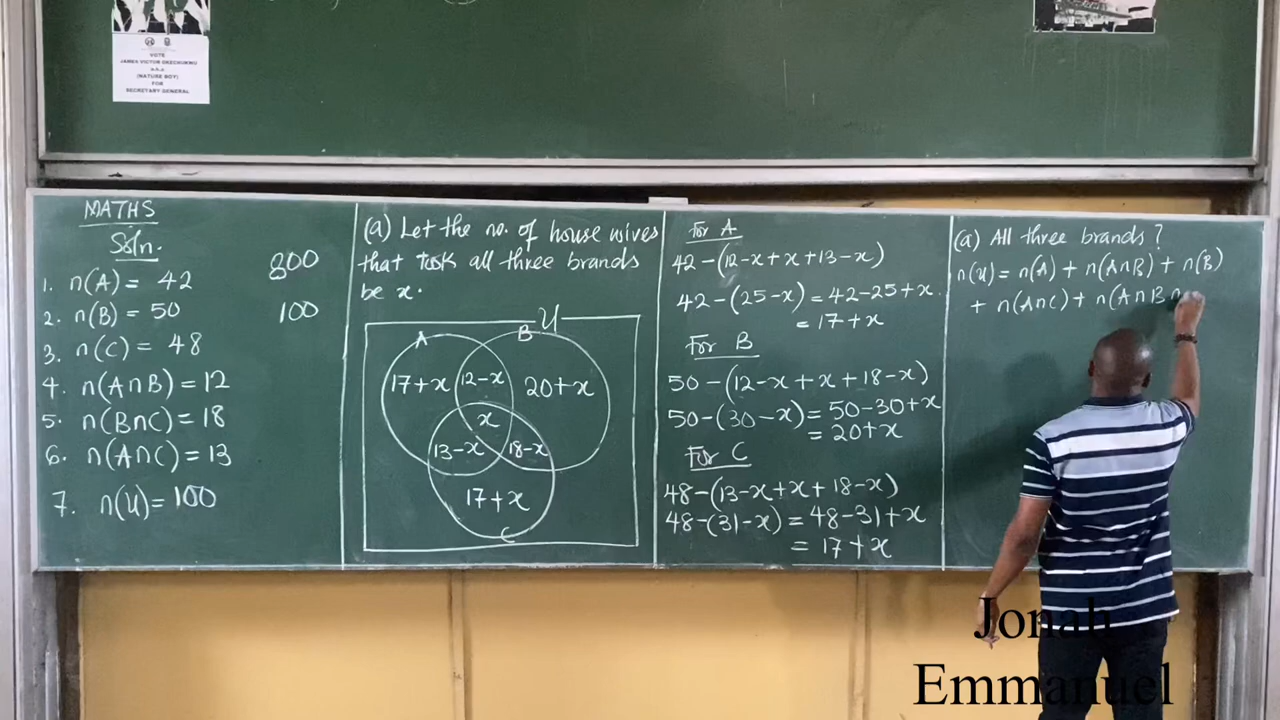 VOTE
JAMES VICTOR OKECHUKWU
a.k.a
(NATURE BOY)
FOR
SECRETARY GENERAL
MATHS
Soln.
1. n(A) = 42
2. n(B) = 50
3. n(C) = 48
4. n(A∩B) = 12
5. n(B∩C) = 18
6. n(A∩C) = 13
7. n(U) = 100
800
100
(a) Let the no. of house wives
that took all three brands
be x.
U
A
B
17+x
12-x
20+x
x
13-x
18-x
17+x
C
For A
42-(12-x+x+13-x)
42-(25-x) = 42-25+x
= 17+x
For B
50-(12-x+x+18-x)
50-(30-x) = 50-30+x
= 20+x
For C
48-(13-x+x+18-x)
48-(31-x) = 48-31+x
= 17+x
(a) All three brands?
n(U) = n(A) + n(A∩B) + n(B)
+ n(A∩C) + n(A∩B∩
Jonah
Emmanuel